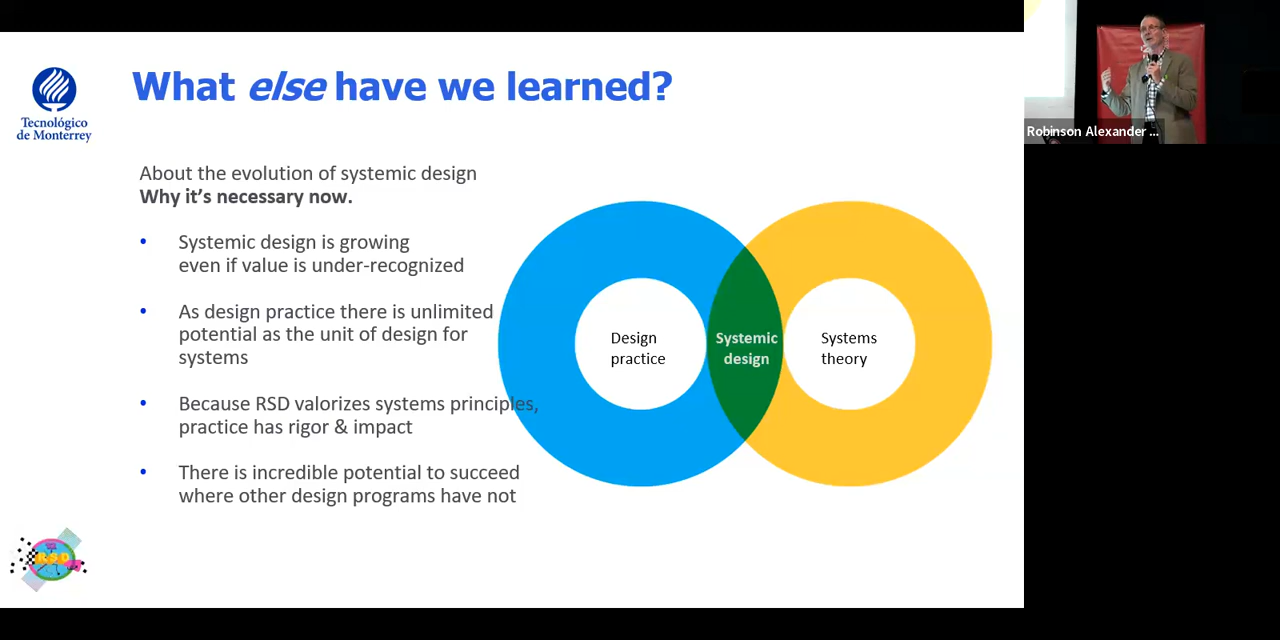 What else have we learned?
Tecnológico
de Monterrey
About the evolution of systemic design
Why it's necessary now.
• Systemic design is growing
even if value is under-recognized
• As design practice there is unlimited
potential as the unit of design for
systems
• Because RSD valorizes systems principles,
practice has rigor & impact
• There is incredible potential to succeed
where other design programs have not
Design
practice
Systemic
design
Systems
theory
RSD
Robinson Alexander ...